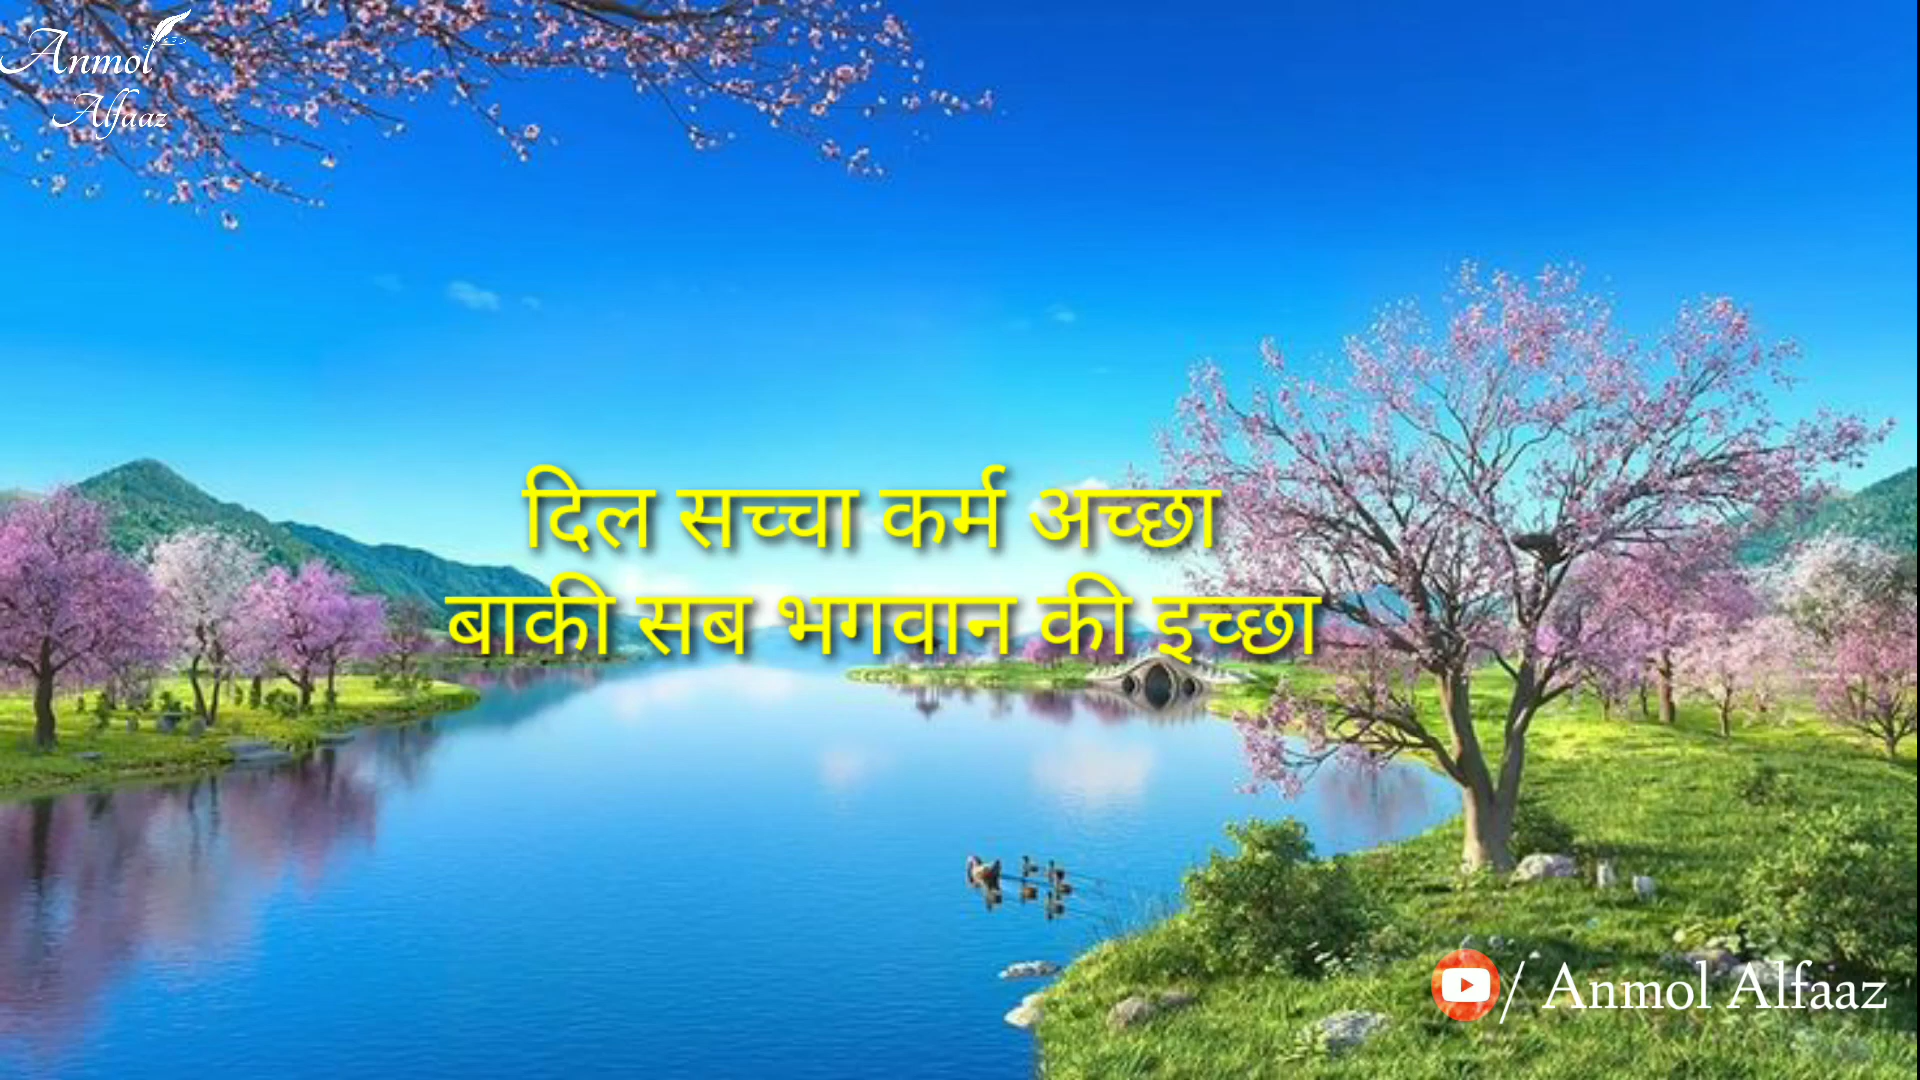 Anmol
Alfaaz
दिल सच्चा कर्म अच्छा
बाकी सब भगवान की इच्छा
/ Anmol Alfaaz